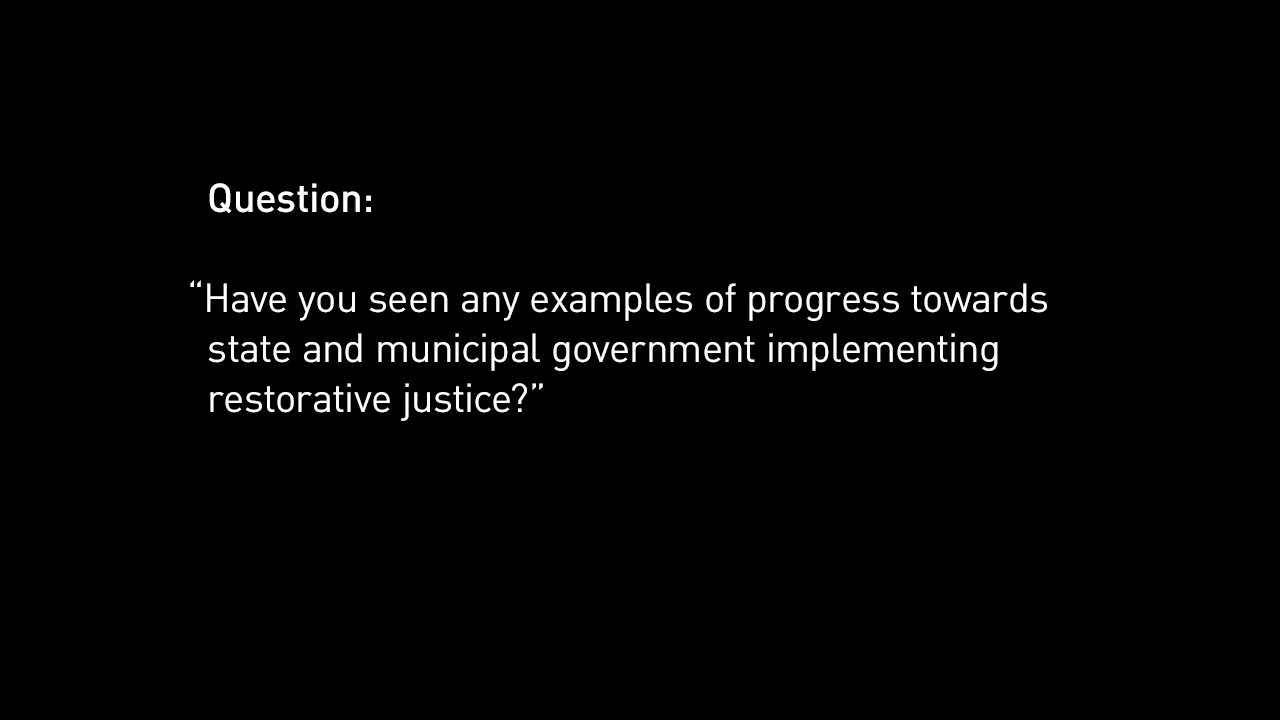 Question:
“Have you seen any examples of progress towards
state and municipal government implementing
restorative justice?”